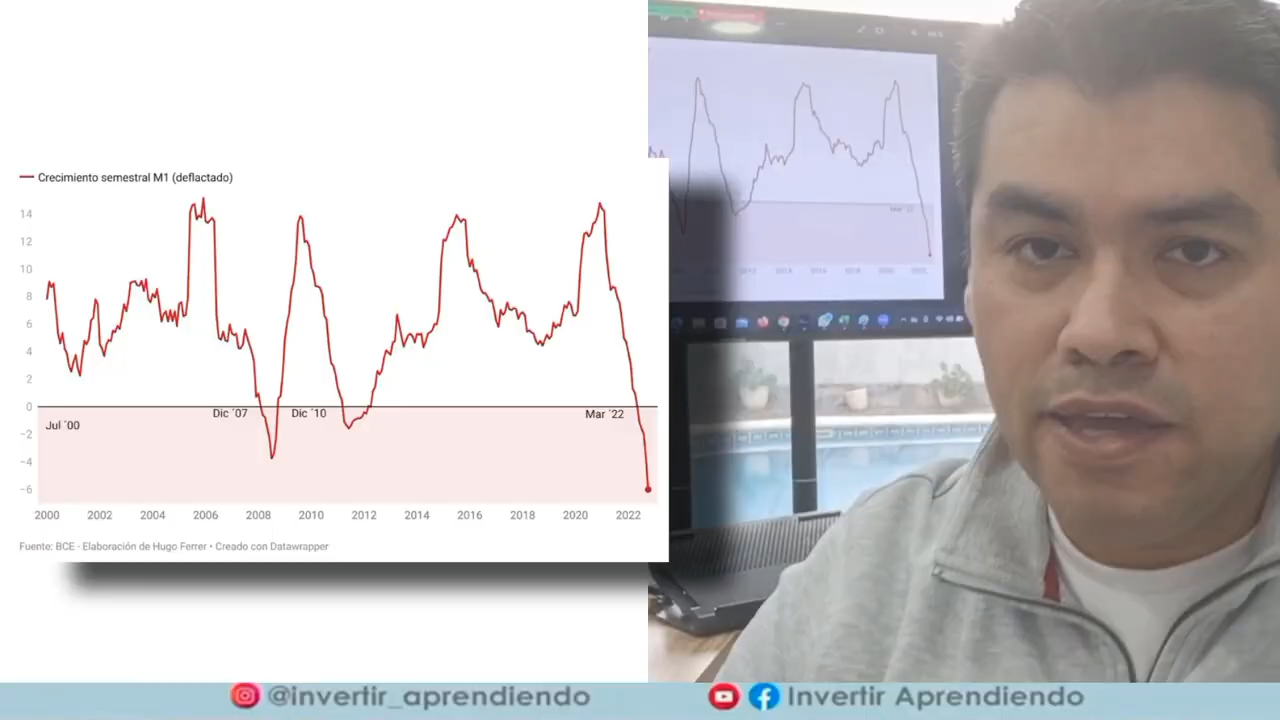 Crecimiento semestral M1 (deflactado)
14
12
10
8
6
4
2
0
−2
−4
−6
Dic ´07
Dic ´10
Mar ´22
Jul ´00
2000 2002 2004 2006 2008 2010 2012 2014 2016 2018 2020 2022
Fuente: BCE - Elaboración de Hugo Ferrer • Creado con Datawrapper
@invertir_aprendiendo
Invertir Aprendiendo